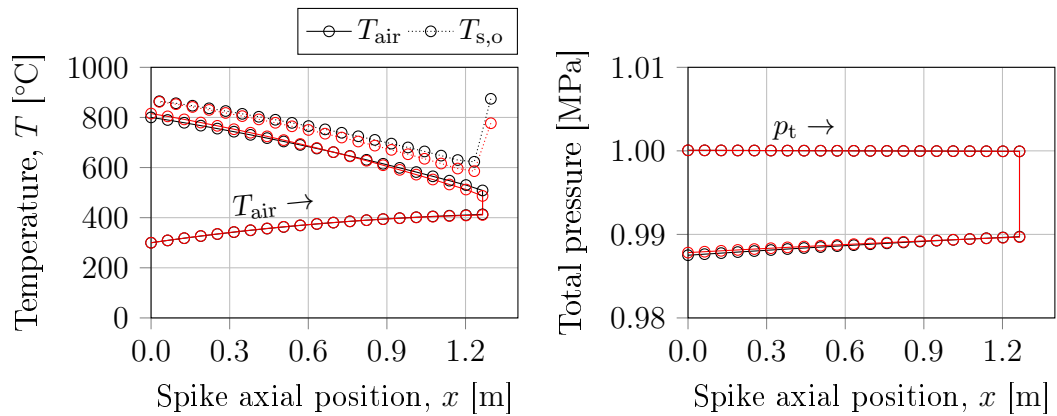 T_air T_s,o
Temperature, T [°C]
1000
800
600
400
200
0
T_air →
0.0 0.3 0.6 0.9 1.2
Spike axial position, x [m]
Total pressure [MPa]
1.01
1.00
0.99
0.98
p_t →
0.0 0.3 0.6 0.9 1.2
Spike axial position, x [m]